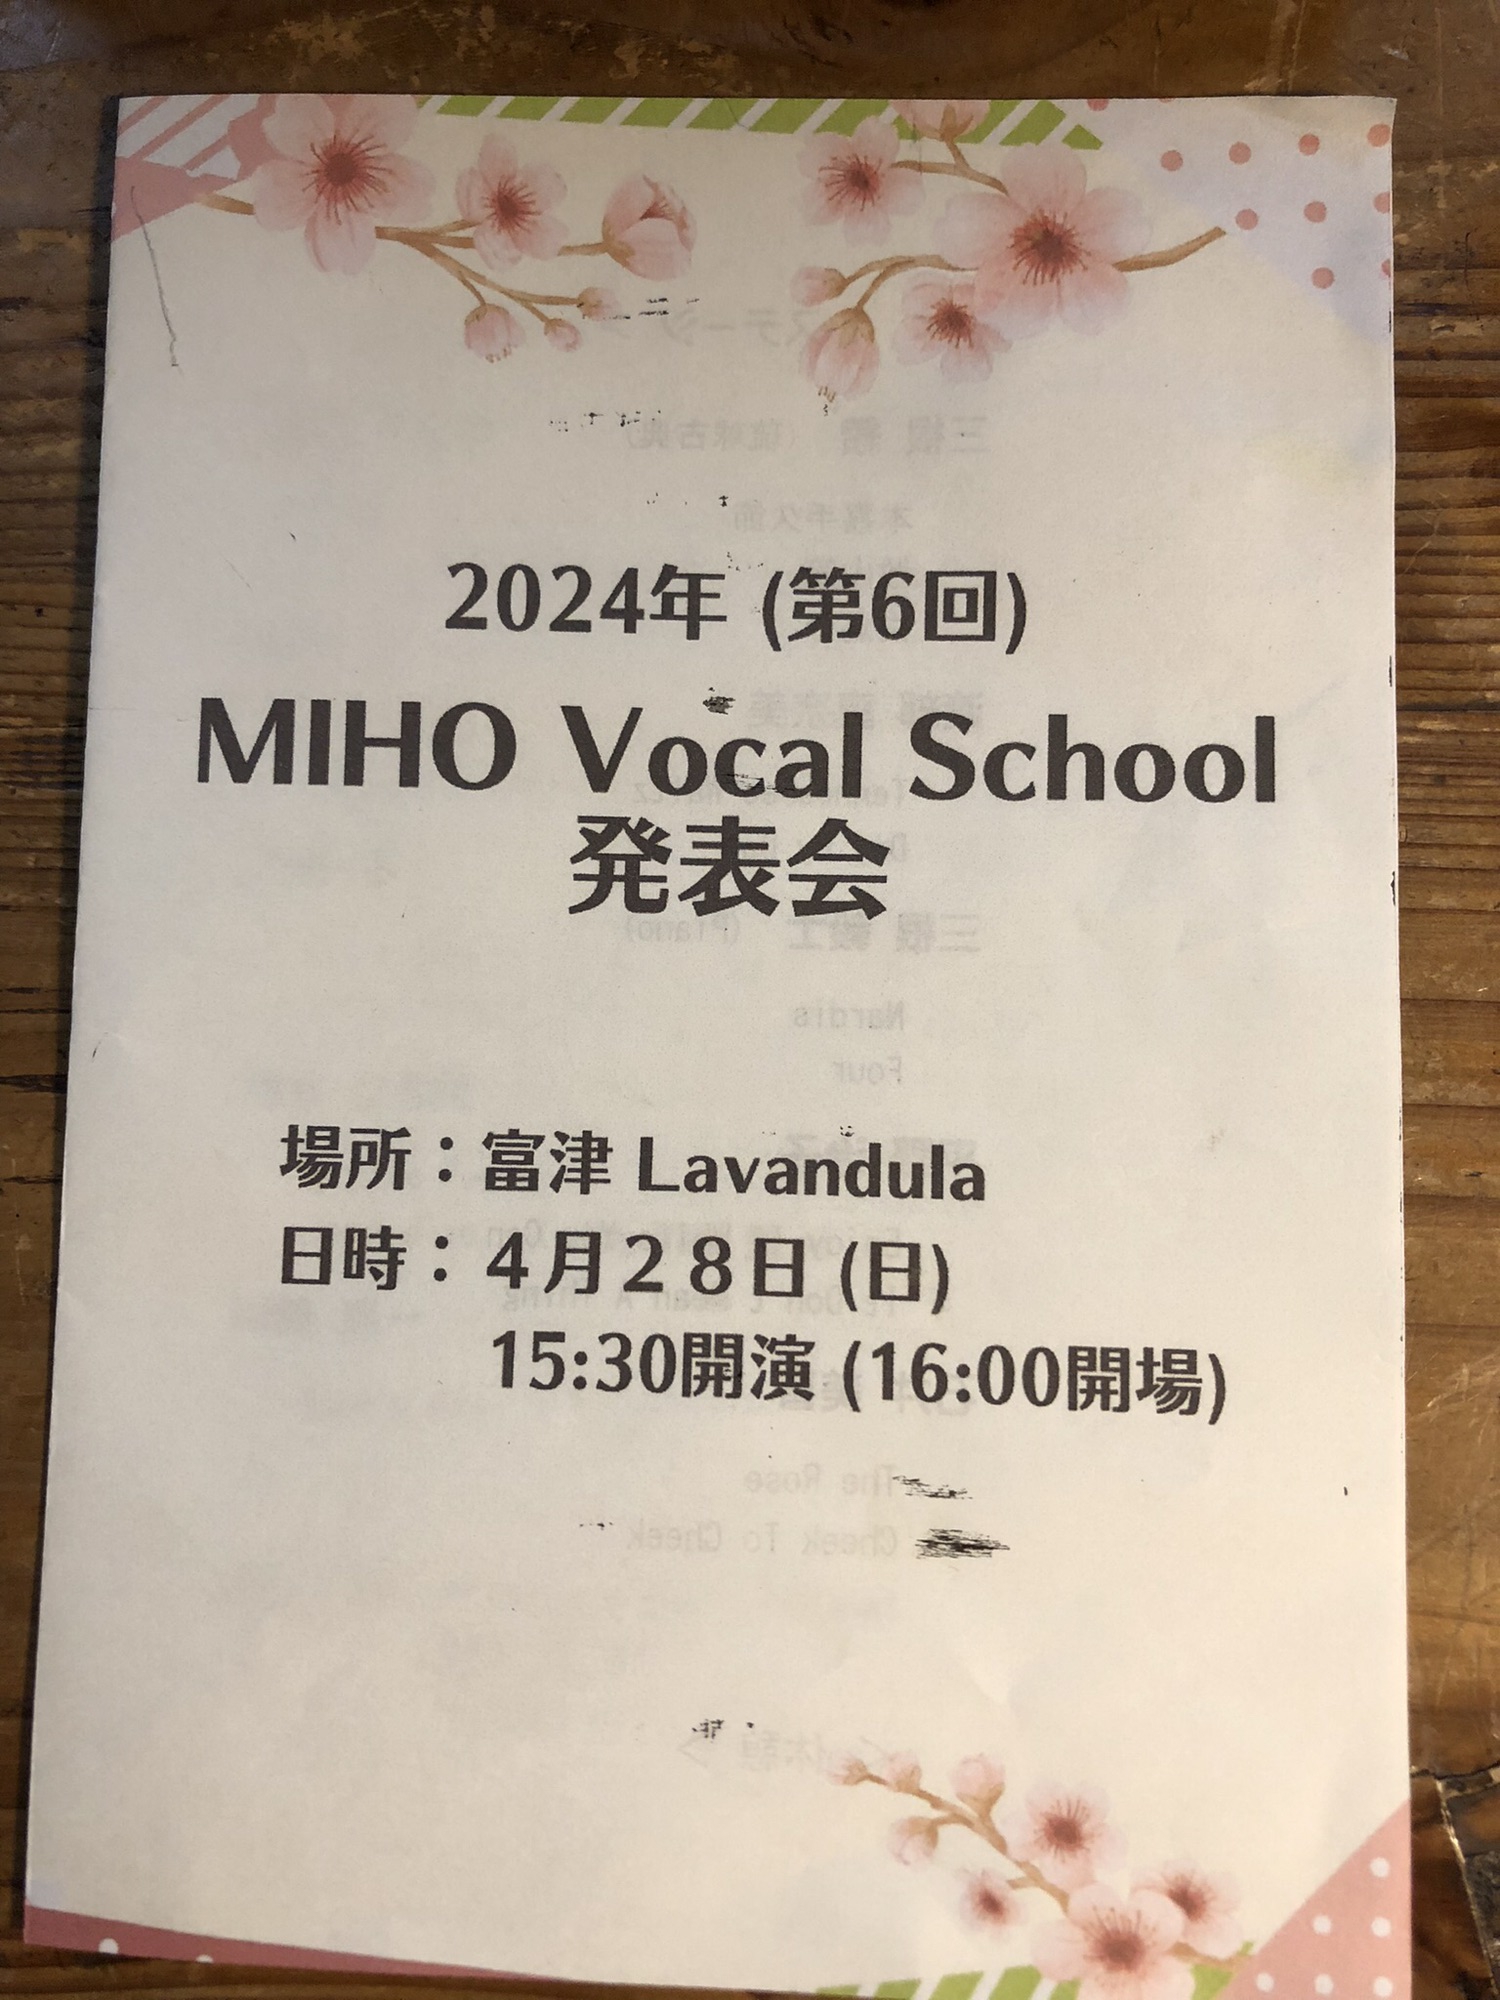 2024年 (第6回)
MIHO Vocal School
発表会
場所：富津 Lavandula
日時：４月２８日 (日)
15:30開演 (16:00開場)